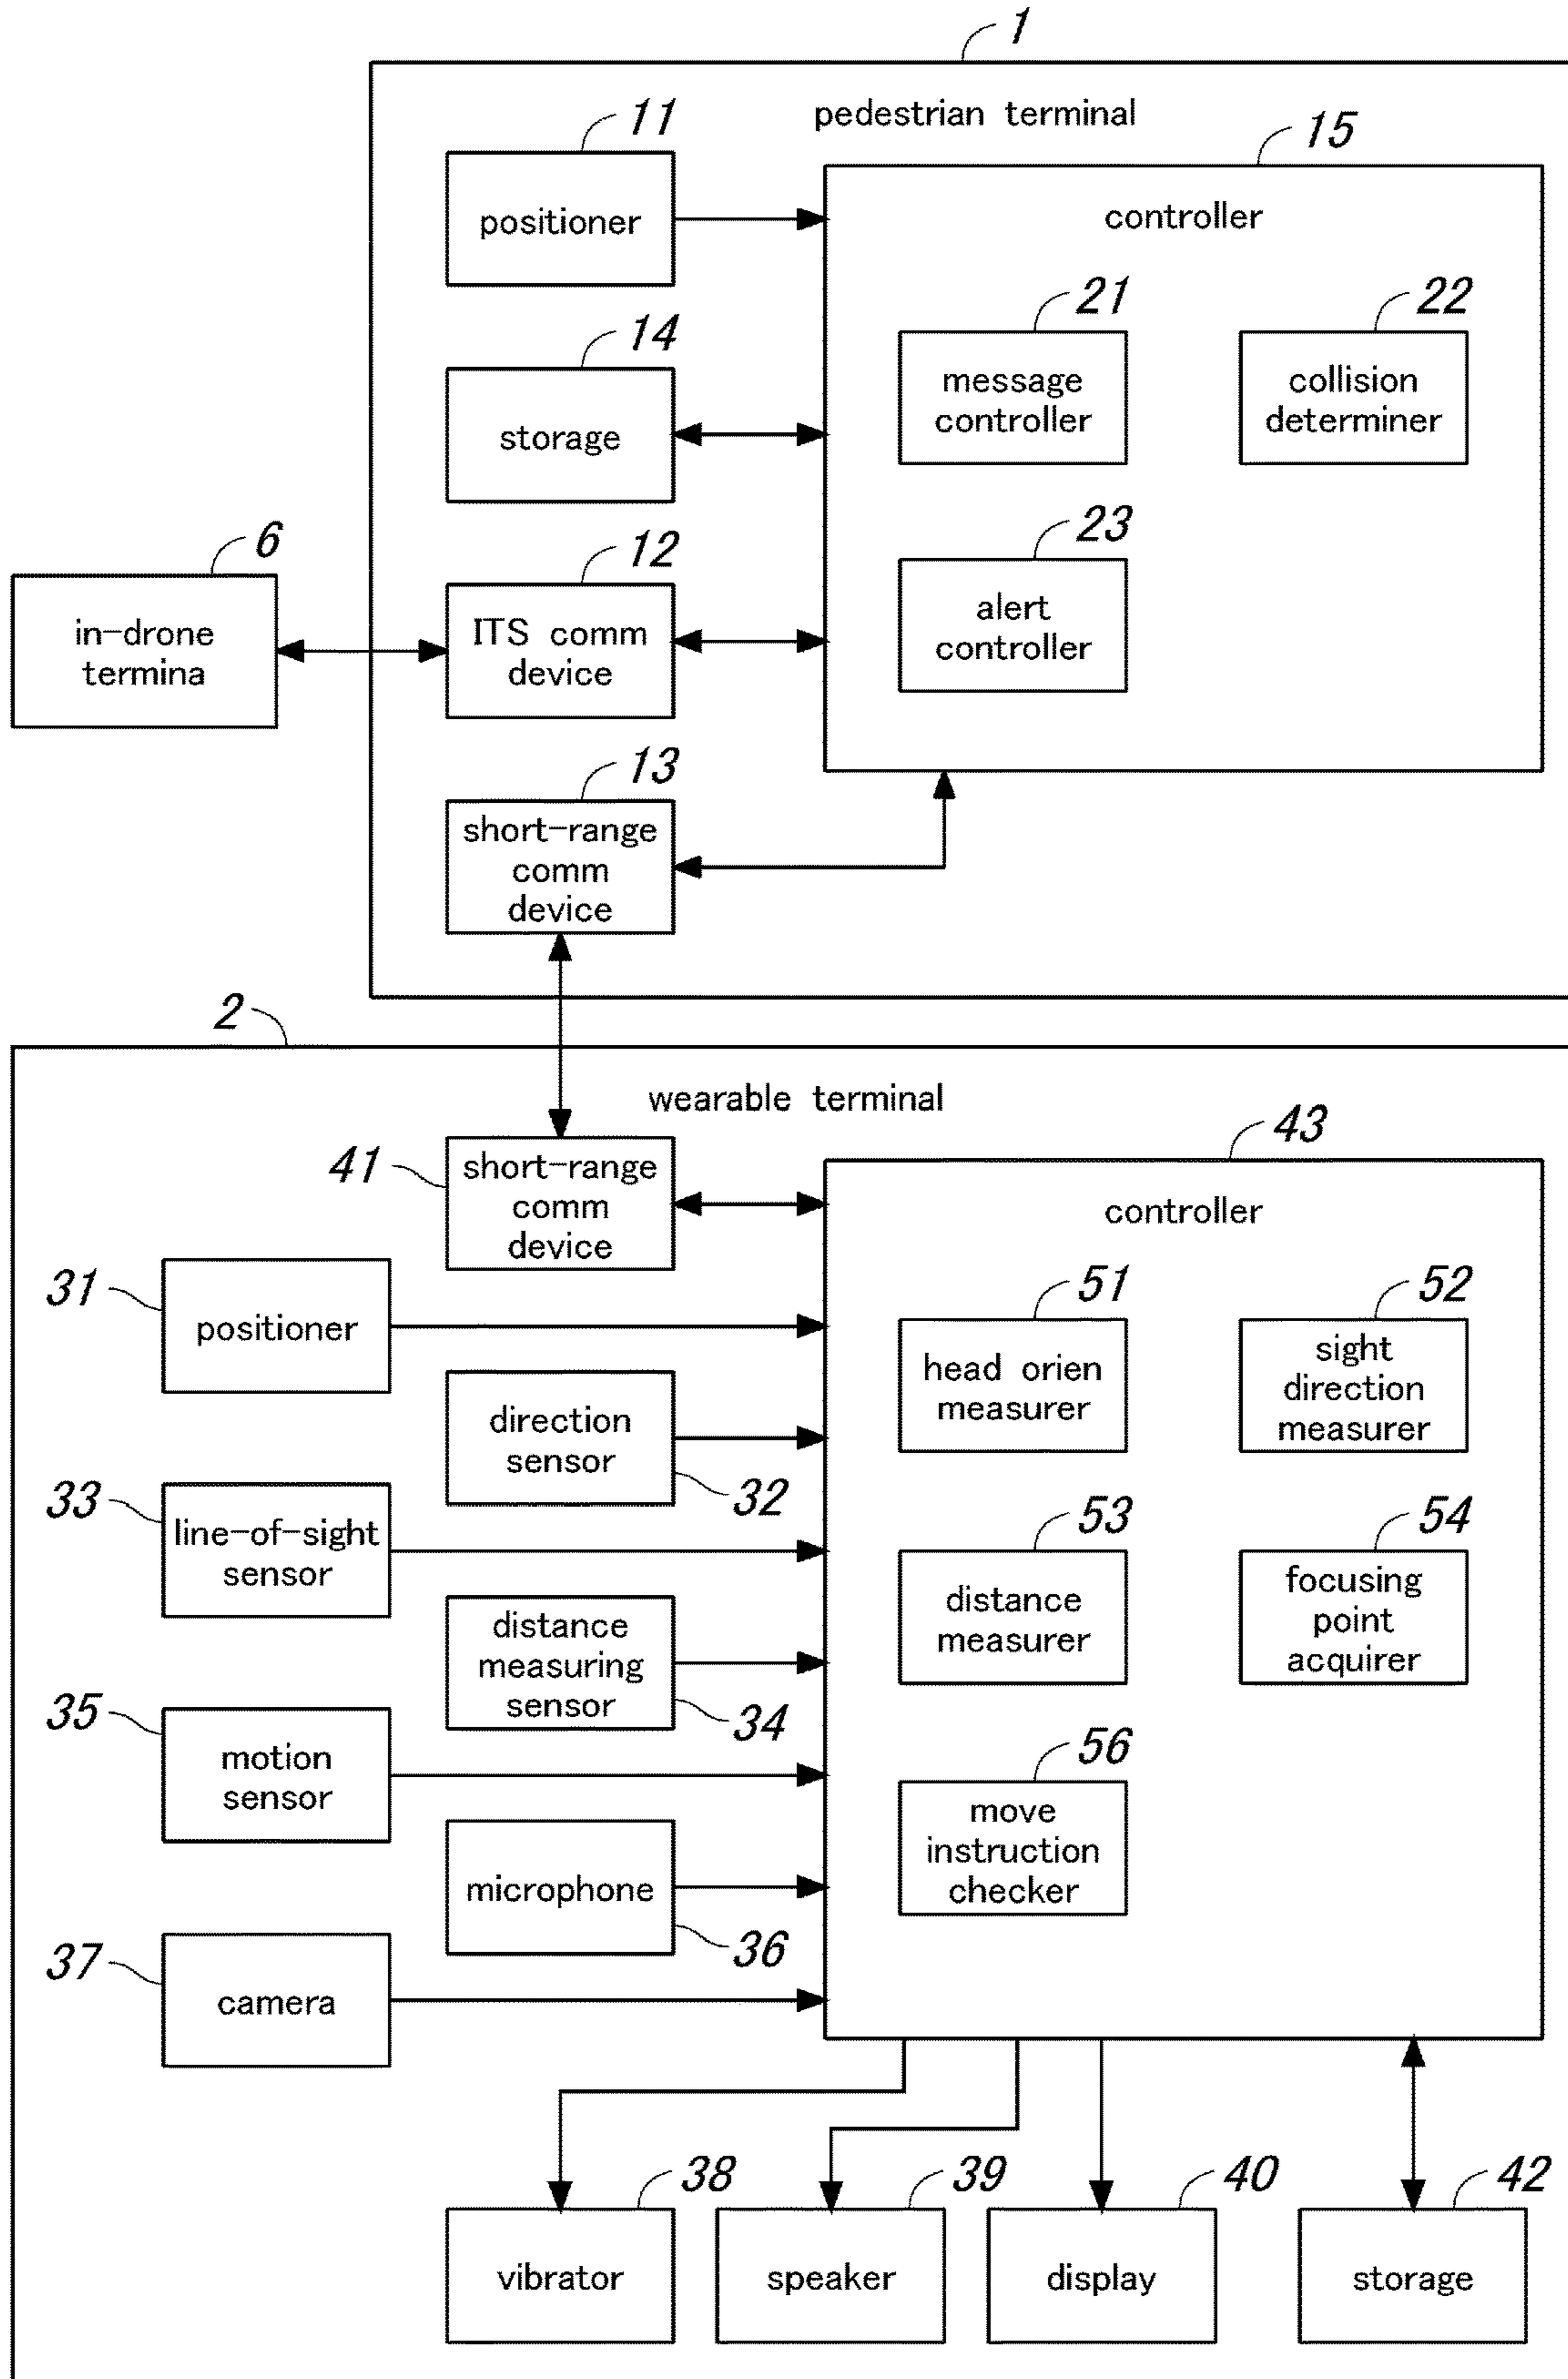 1
pedestrian terminal
11
positioner
15
controller
14
storage
21
message
controller
22
collision
determiner
6
in-drone
termina
12
ITS comm
device
23
alert
controller
13
short-range
comm
device
2
wearable terminal
41
short-range
comm
device
43
controller
31
positioner
51
head orien
measurer
52
sight
direction
measurer
direction
sensor
32
33
line-of-sight
sensor
53
distance
measurer
54
focusing
point
acquirer
distance
measuring
sensor
34
35
motion
sensor
56
move
instruction
checker
microphone
36
37
camera
38
vibrator
39
speaker
40
display
42
storage